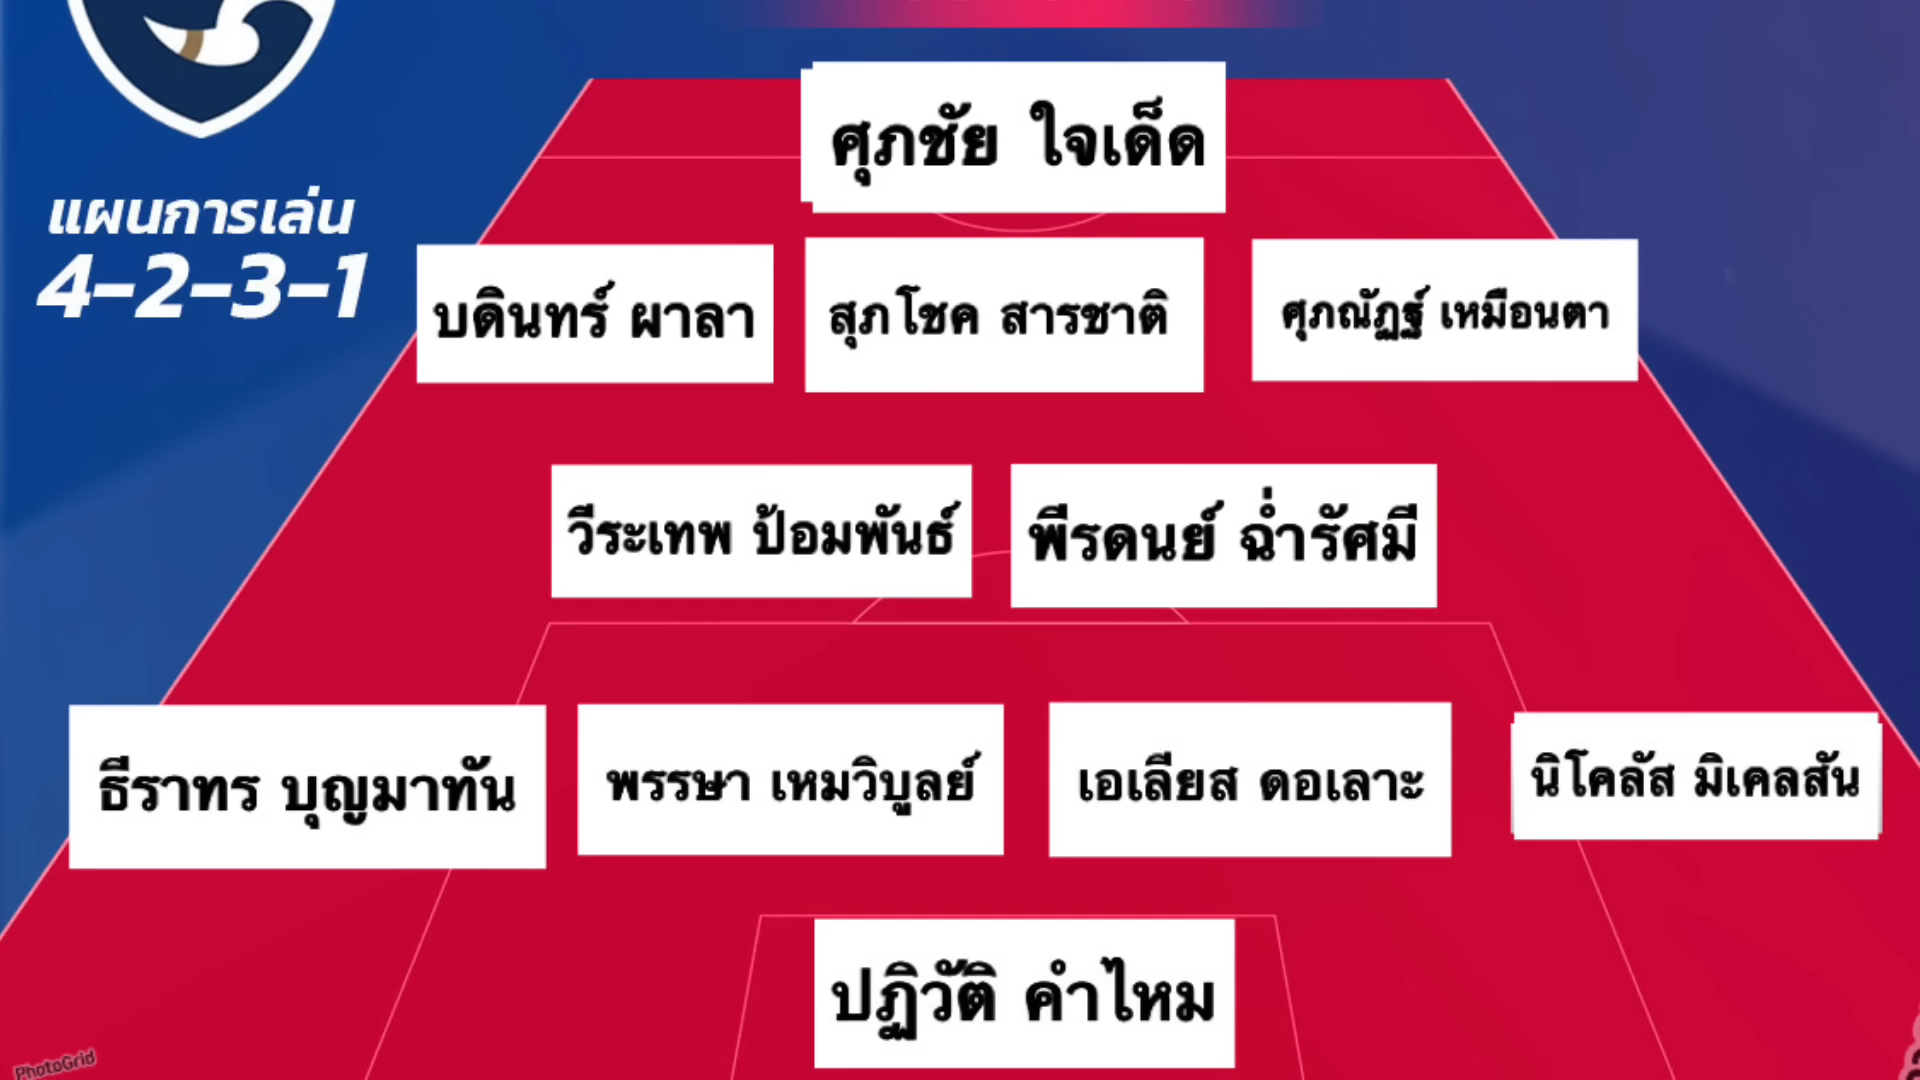 ศุภชัย ใจเด็ด
แผนการเล่น
4-2-3-1
บดินทร์ ผาลา
สุภโชค สารชาติ
ศุภณัฏฐ์ เหมือนตา
วีระเทพ ป้อมพันธ์
พีรดนย์ ฉ่ำรัศมี
ธีราทร บุญมาทัน
พรรษา เหมวิบูลย์
เอเลียส ดอเลาะ
นิโคลัส มิเคลสัน
ปฏิวัติ คำไหม
PhotoGrid